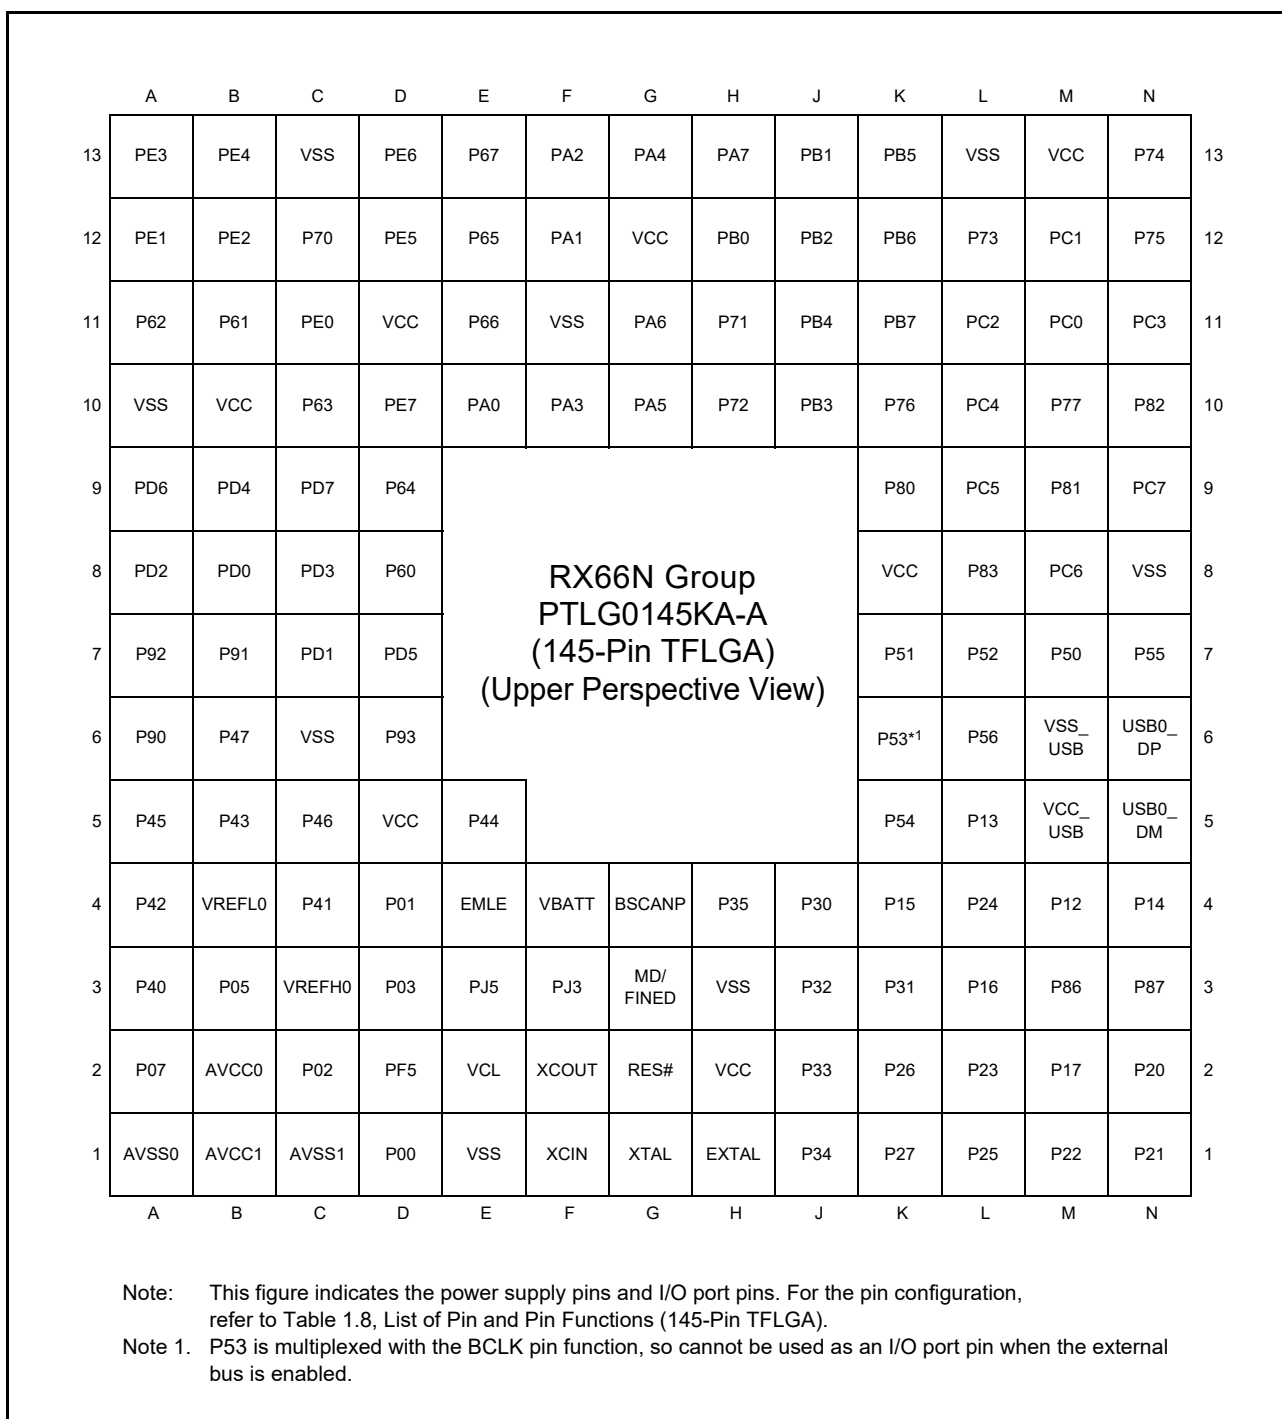 A B C D E F G H J K L M N
13 PE3 PE4 VSS PE6 P67 PA2 PA4 PA7 PB1 PB5 VSS VCC P74 13
12 PE1 PE2 P70 PE5 P65 PA1 VCC PB0 PB2 PB6 P73 PC1 P75 12
11 P62 P61 PE0 VCC P66 VSS PA6 P71 PB4 PB7 PC2 PC0 PC3 11
10 VSS VCC P63 PE7 PA0 PA3 PA5 P72 PB3 P76 PC4 P77 P82 10
9 PD6 PD4 PD7 P64 P80 PC5 P81 PC7 9
8 PD2 PD0 PD3 P60 VCC P83 PC6 VSS 8
7 P92 P91 PD1 PD5 P51 P52 P50 P55 7
RX66N Group
PTLG0145KA-A
(145-Pin TFLGA)
(Upper Perspective View)
6 P90 P47 VSS P93 P53*1 P56 VSS_ USB0_ 6
USB DP
5 P45 P43 P46 VCC P44 P54 P13 VCC_ USB0_ 5
USB DM
4 P42 VREFL0 P41 P01 EMLE VBATT BSCANP P35 P30 P15 P24 P12 P14 4
3 P40 P05 VREFH0 P03 PJ5 PJ3 MD/ VSS P32 P31 P16 P86 P87 3
FINED
2 P07 AVCC0 P02 PF5 VCL XCOUT RES# VCC P33 P26 P23 P17 P20 2
1 AVSS0 AVCC1 AVSS1 P00 VSS XCIN XTAL EXTAL P34 P27 P25 P22 P21 1
A B C D E F G H J K L M N
Note: This figure indicates the power supply pins and I/O port pins. For the pin configuration,
refer to Table 1.8, List of Pin and Pin Functions (145-Pin TFLGA).
Note 1. P53 is multiplexed with the BCLK pin function, so cannot be used as an I/O port pin when the external
bus is enabled.